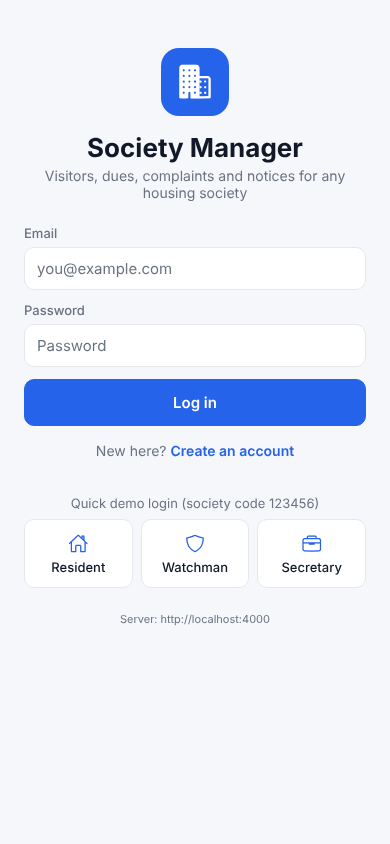 Society Manager
Visitors, dues, complaints and notices for any
housing society
Email
you@example.com
Password
Password
Log in
New here? Create an account
Quick demo login (society code 123456)
Resident
Watchman
Secretary
Server: http://localhost:4000